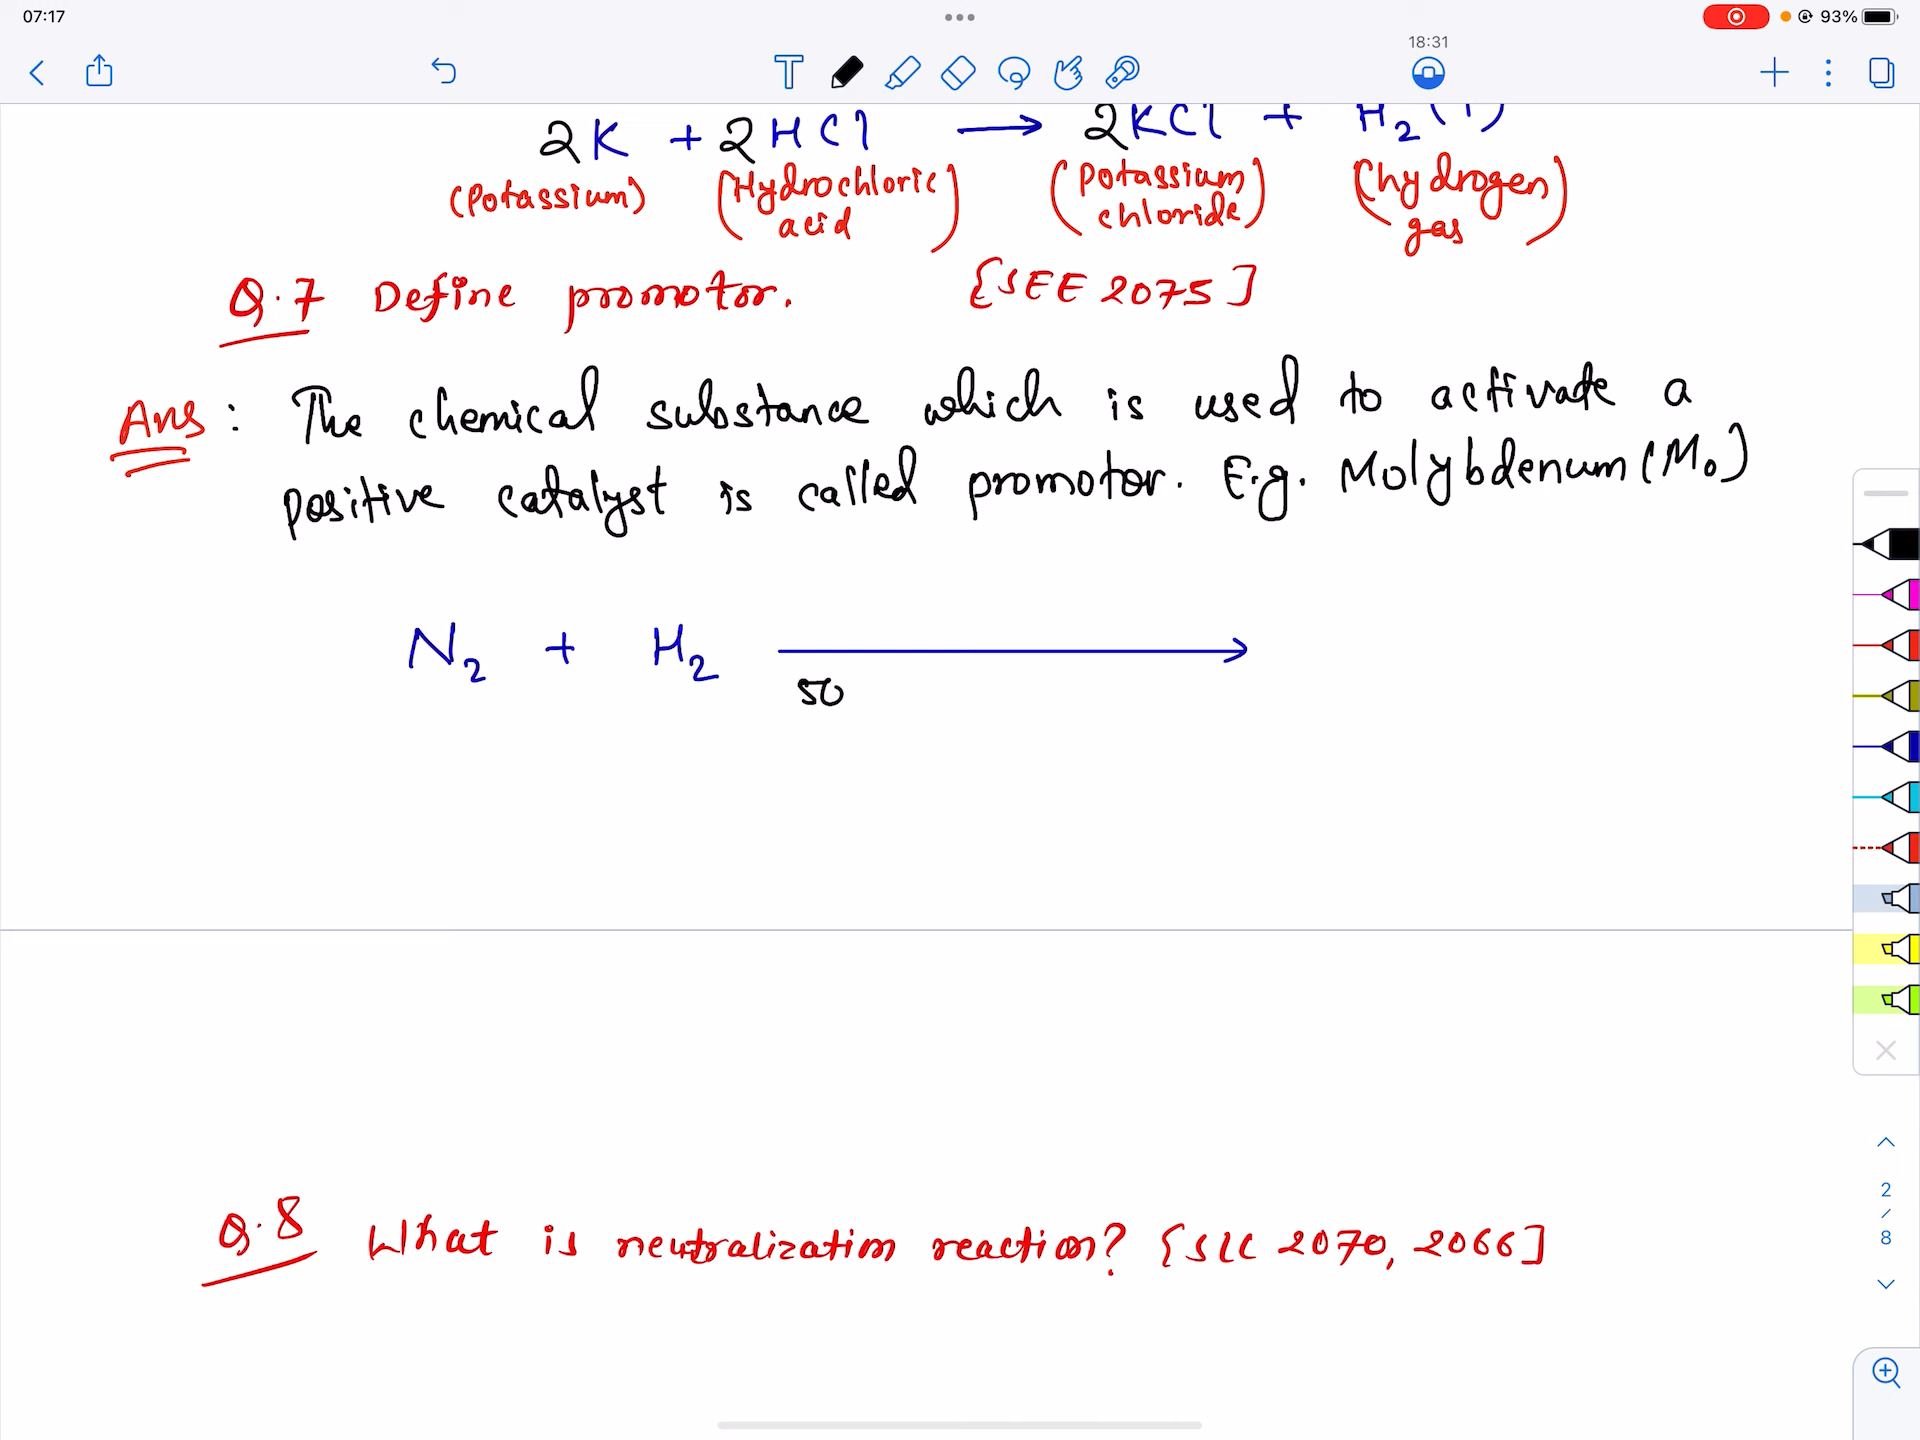 07:17
93%
18:31
2K + 2HCl → 2KCl + H2(↑)
(Potassium) (Hydrochloric acid) (Potassium chloride) (hydrogen gas)
Q.7 Define promotor. [SEE 2075]
Ans: The chemical substance which is used to activate a
positive catalyst is called promotor. E.g. Molybdenum (Mo)
N2 + H2 →
50
Q.8 What is neutralization reaction? [SLC 2070, 2066]
2
/
8